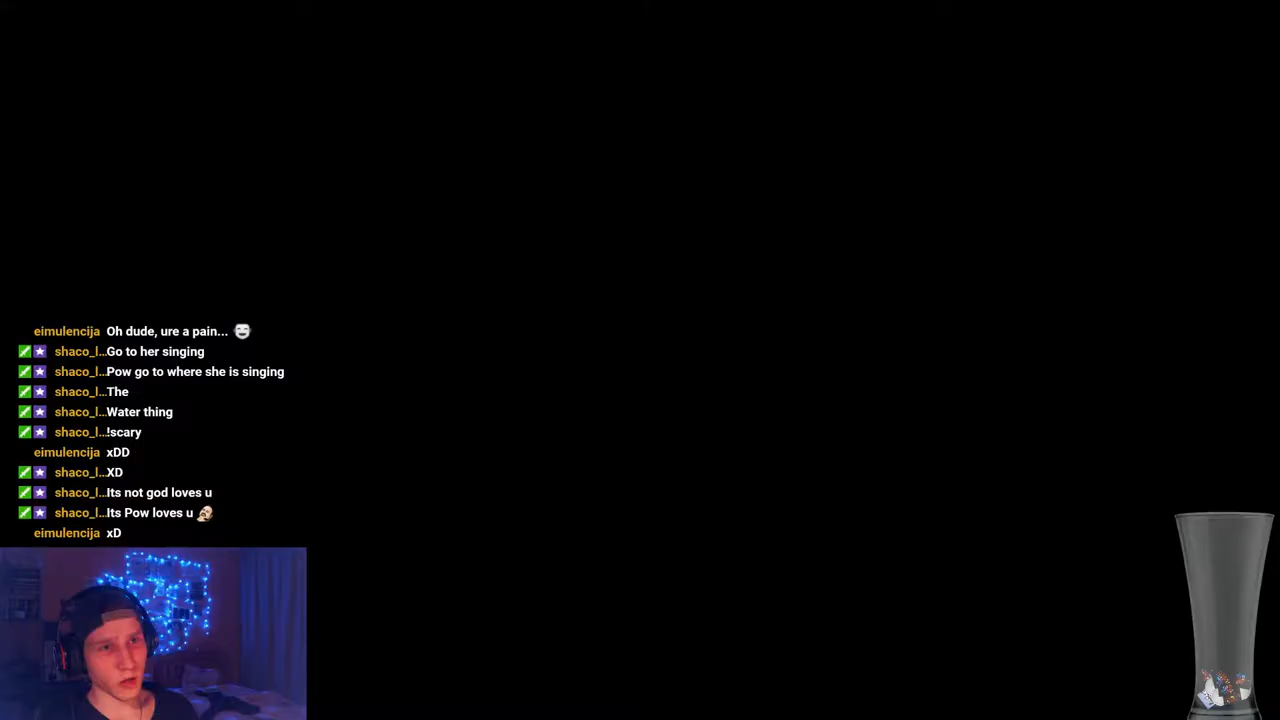 eimulencija Oh dude, ure a pain...
shaco_l... Go to her singing
shaco_l... Pow go to where she is singing
shaco_l... The
shaco_l... Water thing
shaco_l... !scary
eimulencija xDD
shaco_l... XD
shaco_l... Its not god loves u
shaco_l... Its Pow loves u
eimulencija xD